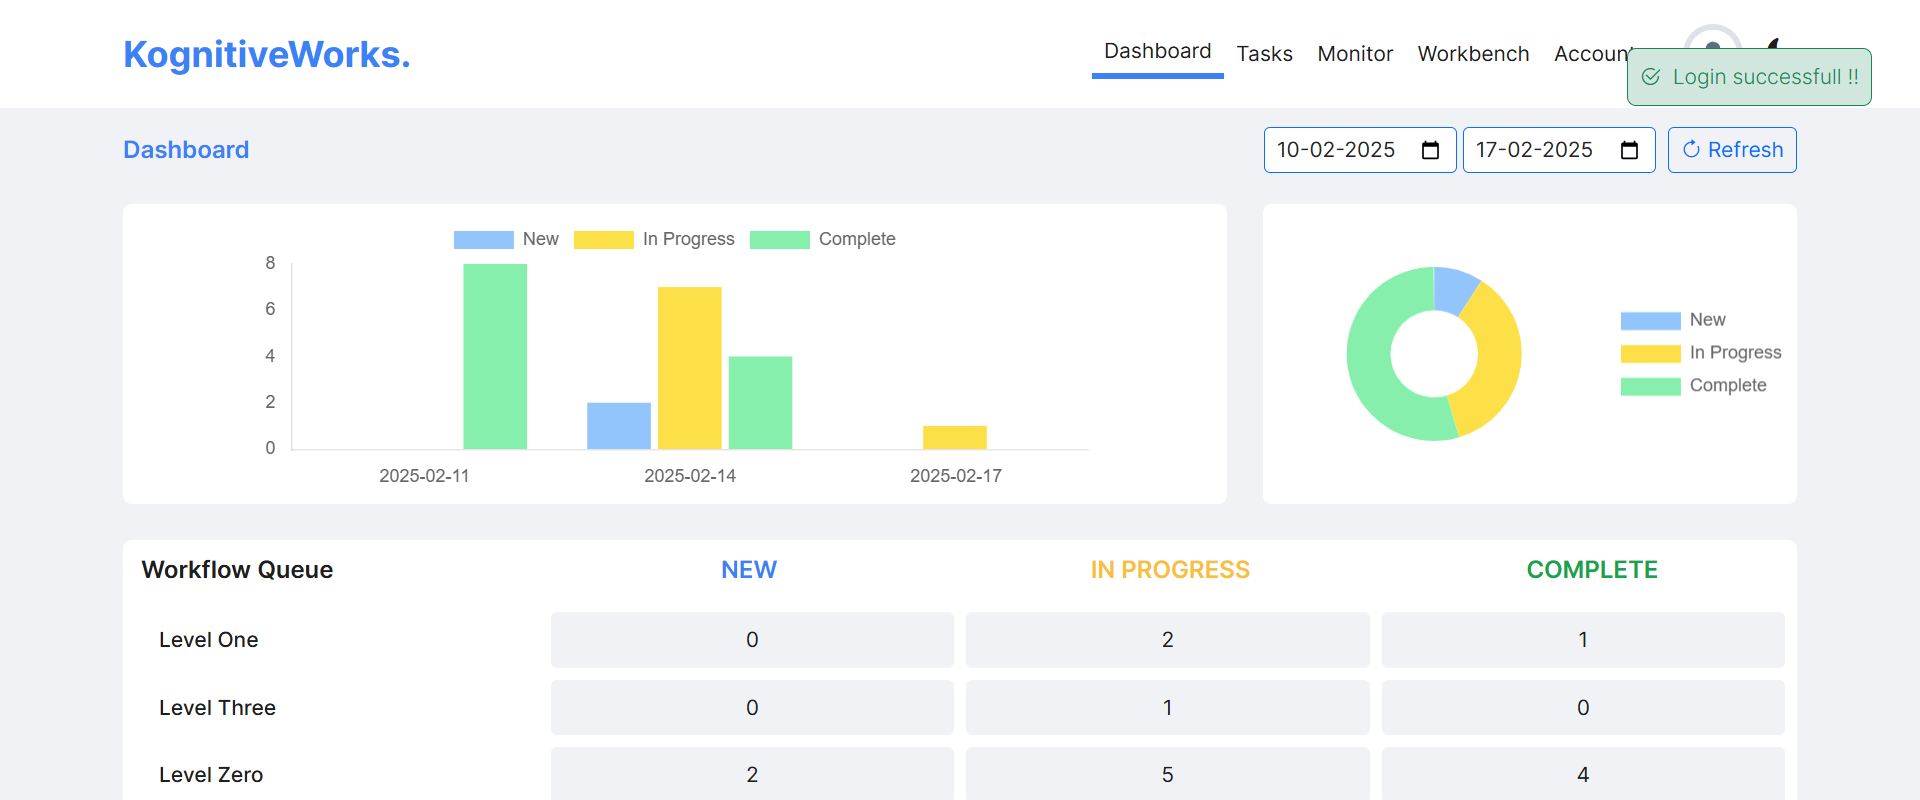 KognitiveWorks.
Dashboard Tasks Monitor Workbench Account
Login successfull !!
Dashboard
10-02-2025 17-02-2025 Refresh
New In Progress Complete
8
6
4
2
0
2025-02-11 2025-02-14 2025-02-17
New
In Progress
Complete
Workflow Queue NEW IN PROGRESS COMPLETE
Level One 0 2 1
Level Three 0 1 0
Level Zero 2 5 4